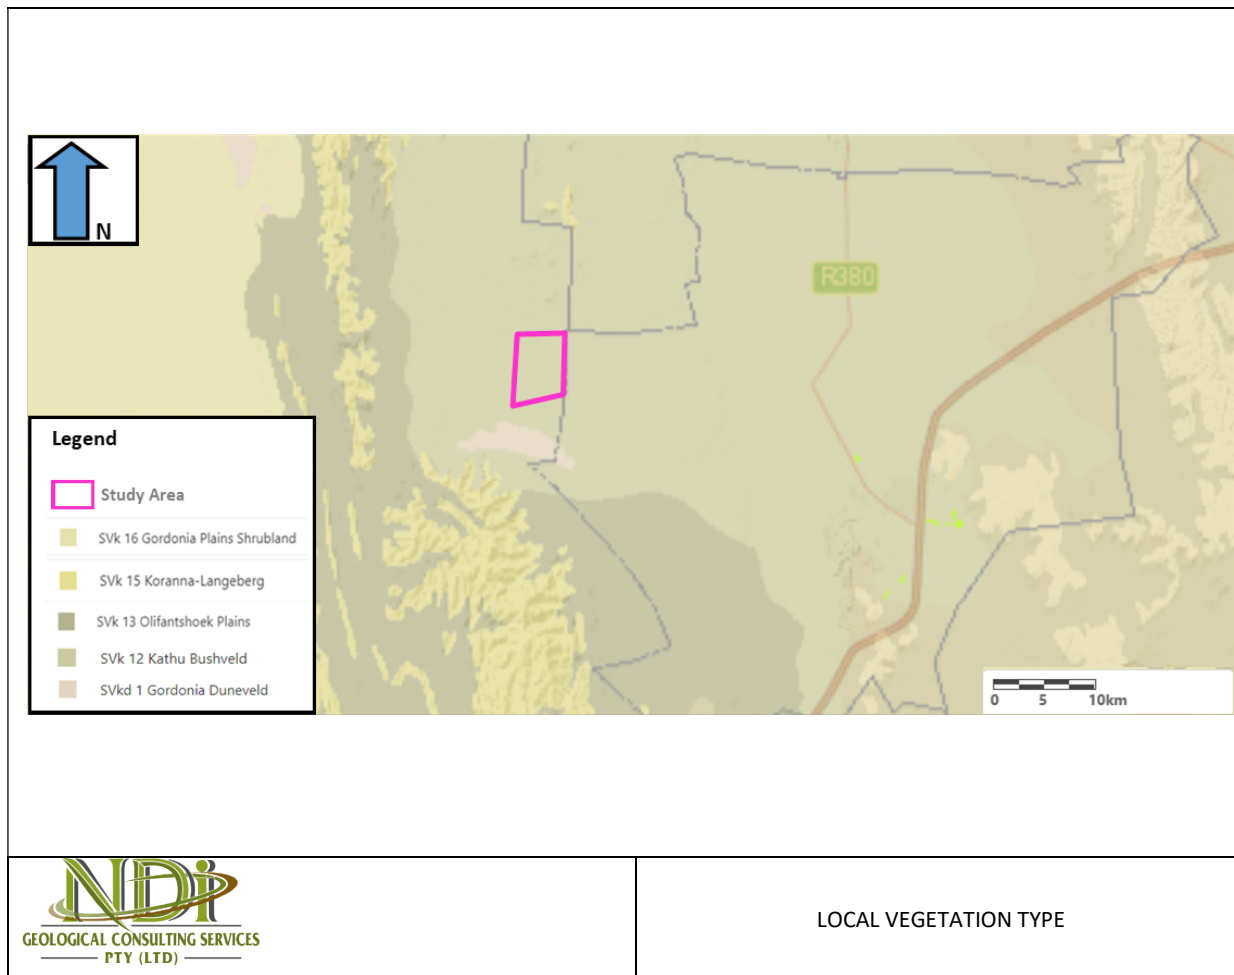 N
R380
Legend
Study Area
SVk 16 Gordonia Plains Shrubland
SVk 15 Koranna-Langeberg
SVk 13 Olifantshoek Plains
SVk 12 Kathu Bushveld
SVkd 1 Gordonia Duneveld
0 5 10km
NDi
GEOLOGICAL CONSULTING SERVICES
PTY (LTD)
LOCAL VEGETATION TYPE